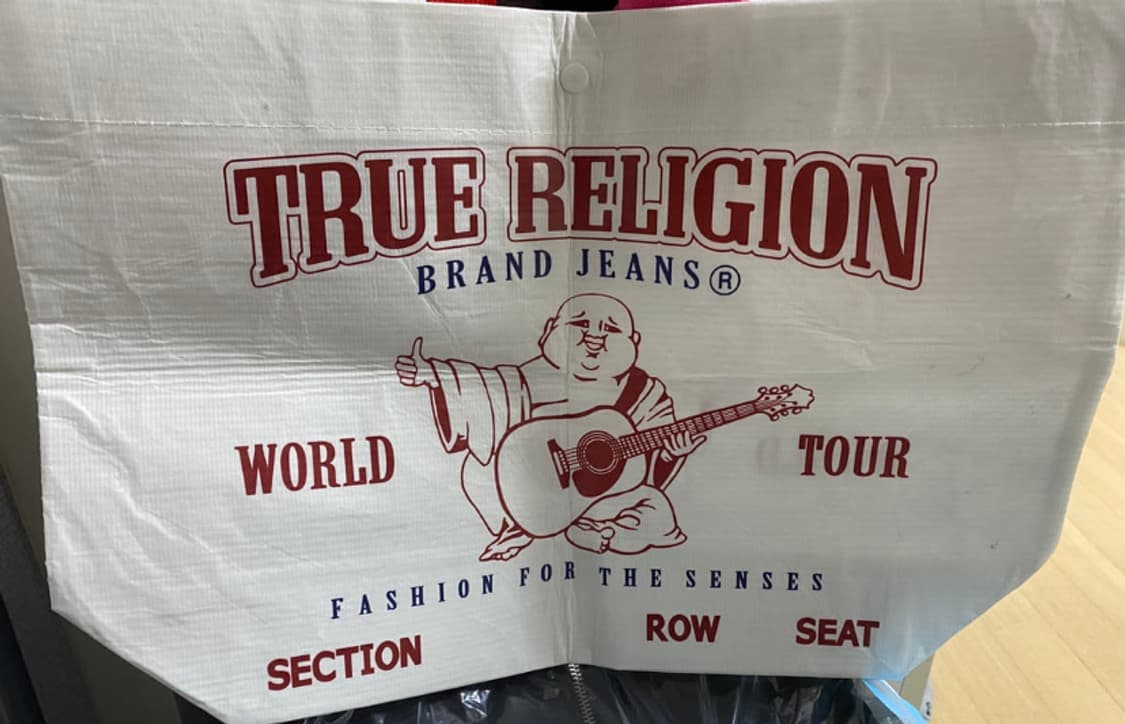 TRUE RELIGION
BRAND JEANS®
WORLD TOUR
FASHION FOR THE SENSES
SECTION ROW SEAT